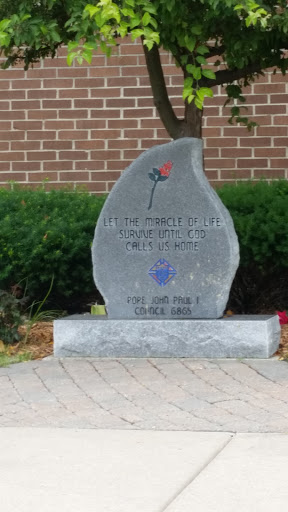 LET THE MIRACLE OF LIFE
SURVIVE UNTIL GOD
CALLS US HOME
POPE JOHN PAUL I
COUNCIL 6865